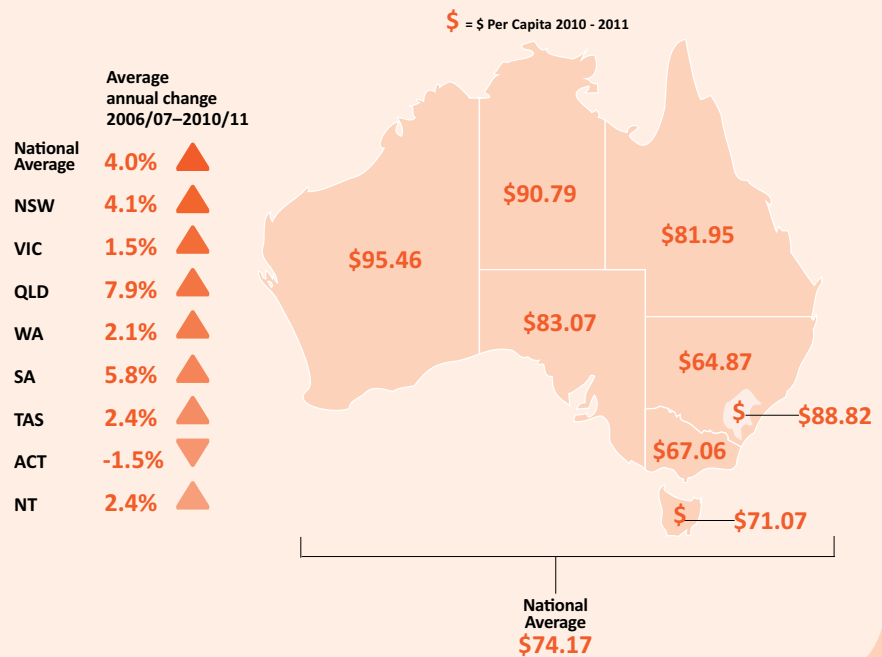 $ = $ Per Capita 2010 - 2011
Average
annual change
2006/07–2010/11
National
Average 4.0%
NSW 4.1%
VIC 1.5%
QLD 7.9%
WA 2.1%
SA 5.8%
TAS 2.4%
ACT -1.5%
NT 2.4%
$90.79
$81.95
$95.46
$83.07
$64.87
$ $88.82
$67.06
$ $71.07
National
Average
$74.17